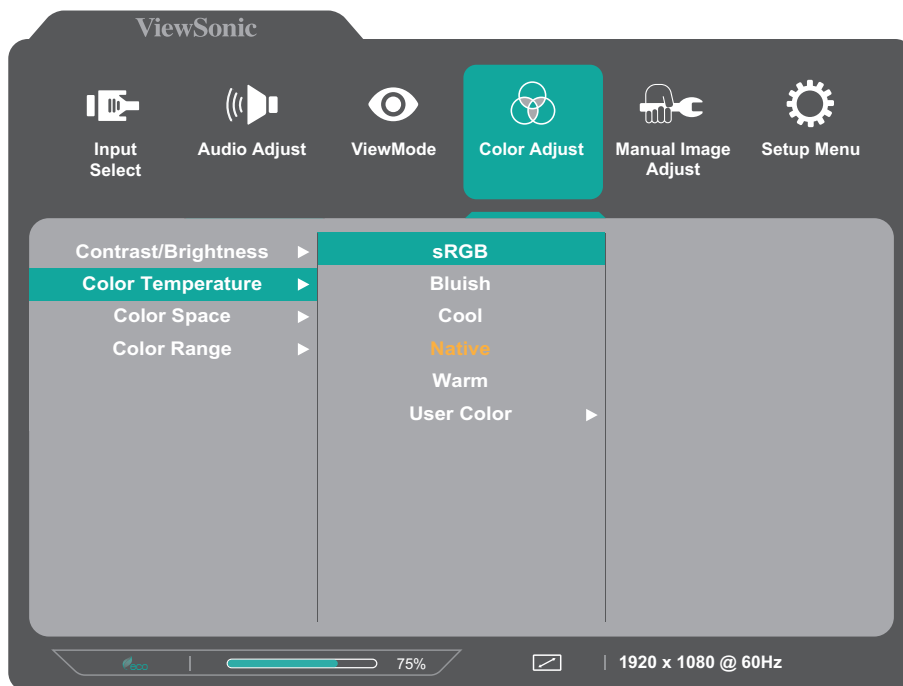 ViewSonic
Input
Select
Audio Adjust
ViewMode
Color Adjust
Manual Image
Adjust
Setup Menu
Contrast/Brightness
Color Temperature
Color Space
Color Range
sRGB
Bluish
Cool
Native
Warm
User Color
eco
75%
1920 x 1080 @ 60Hz